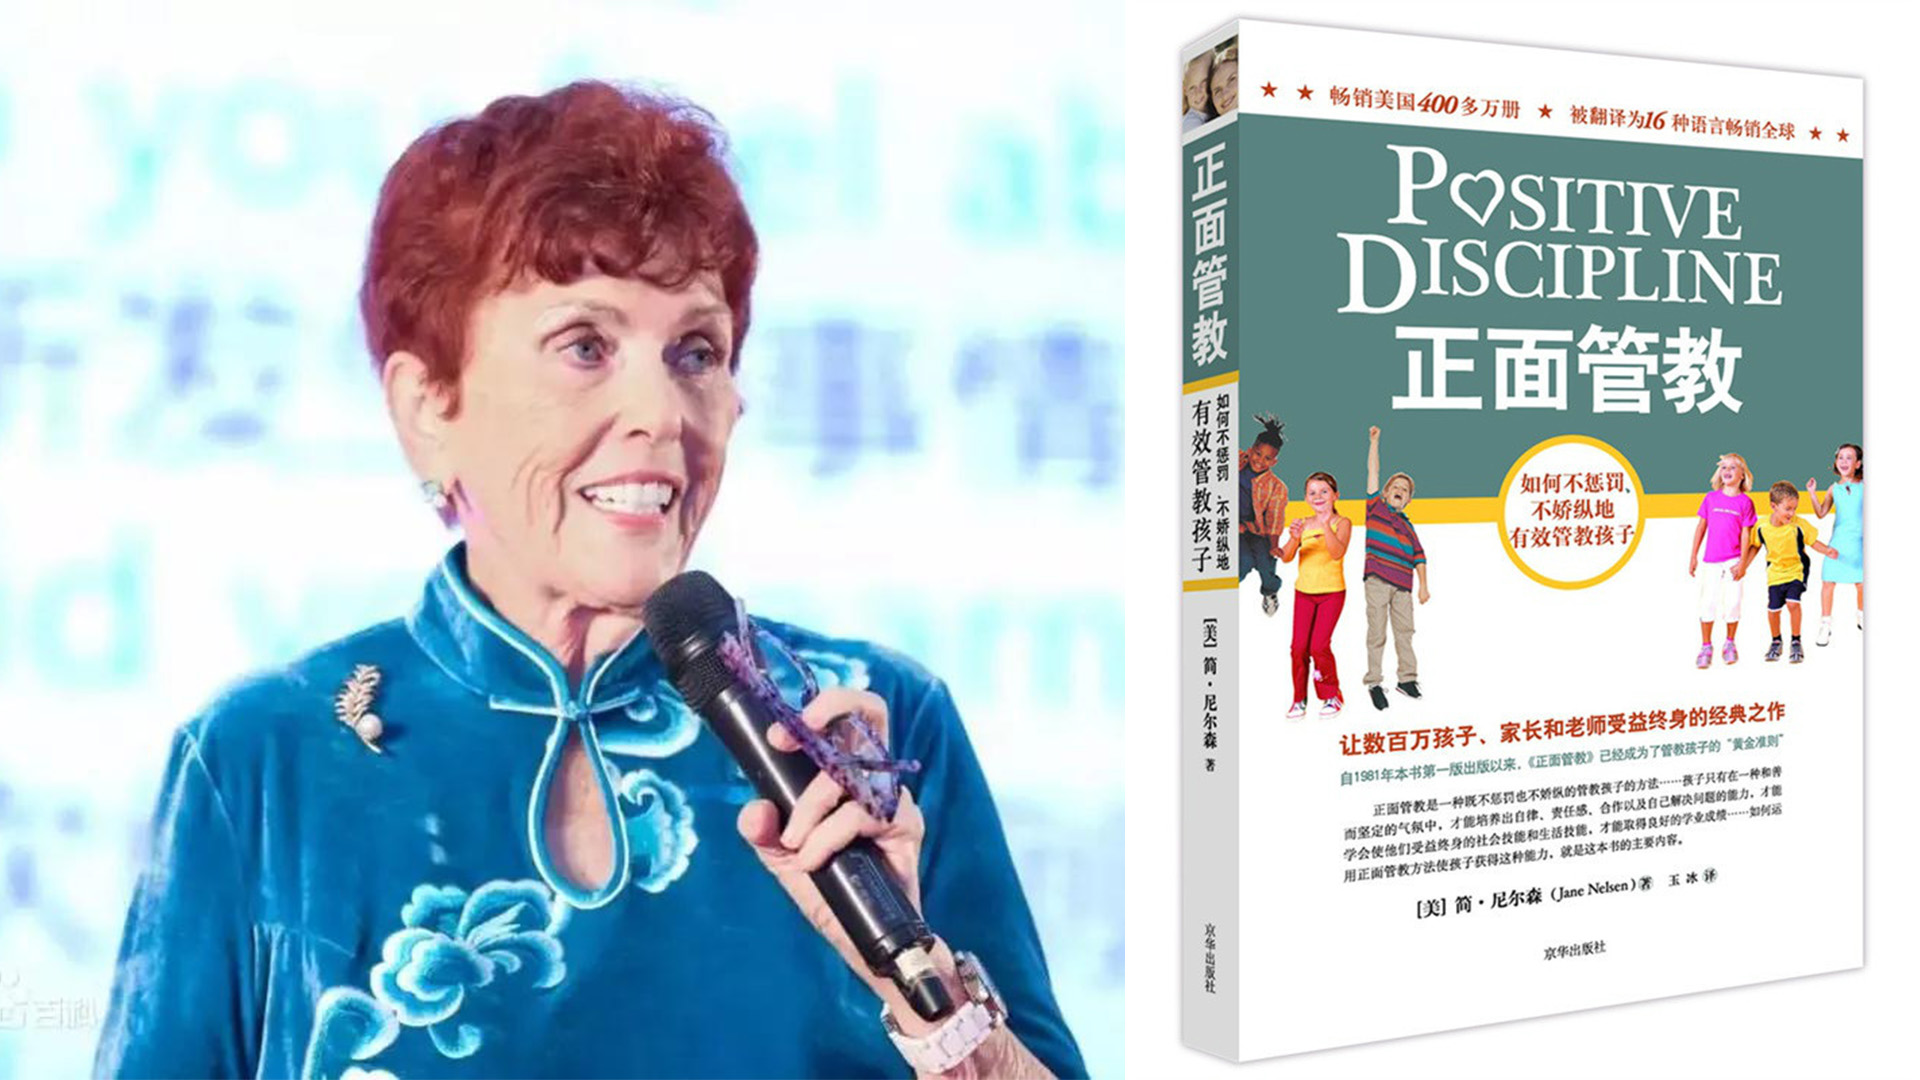 you feel ab
事情
d y arn
百科
正面管教
如何不惩罚、不娇纵地
有效管教孩子
[美] 简·尼尔森 著
京华出版社
★ ★ 畅销美国400多万册 ★ 被翻译为16种语言畅销全球 ★ ★
POSITIVE
DISCIPLINE
正面管教
如何不惩罚、
不娇纵地
有效管教孩子
让数百万孩子、家长和老师受益终身的经典之作
自1981年本书第一版出版以来，《正面管教》已经成为了管教孩子的“黄金准则”
正面管教是一种既不惩罚也不娇纵的管教孩子的方法……孩子只有在一种和善
而坚定的气氛中，才能培养出自律、责任感、合作以及自己解决问题的能力，才能
学会使他们受益终身的社会技能和生活技能，才能取得良好的学业成绩……如何运
用正面管教方法使孩子获得这种能力，就是这本书的主要内容。
[美] 简·尼尔森（Jane Nelsen）著 玉冰 译
京华出版社